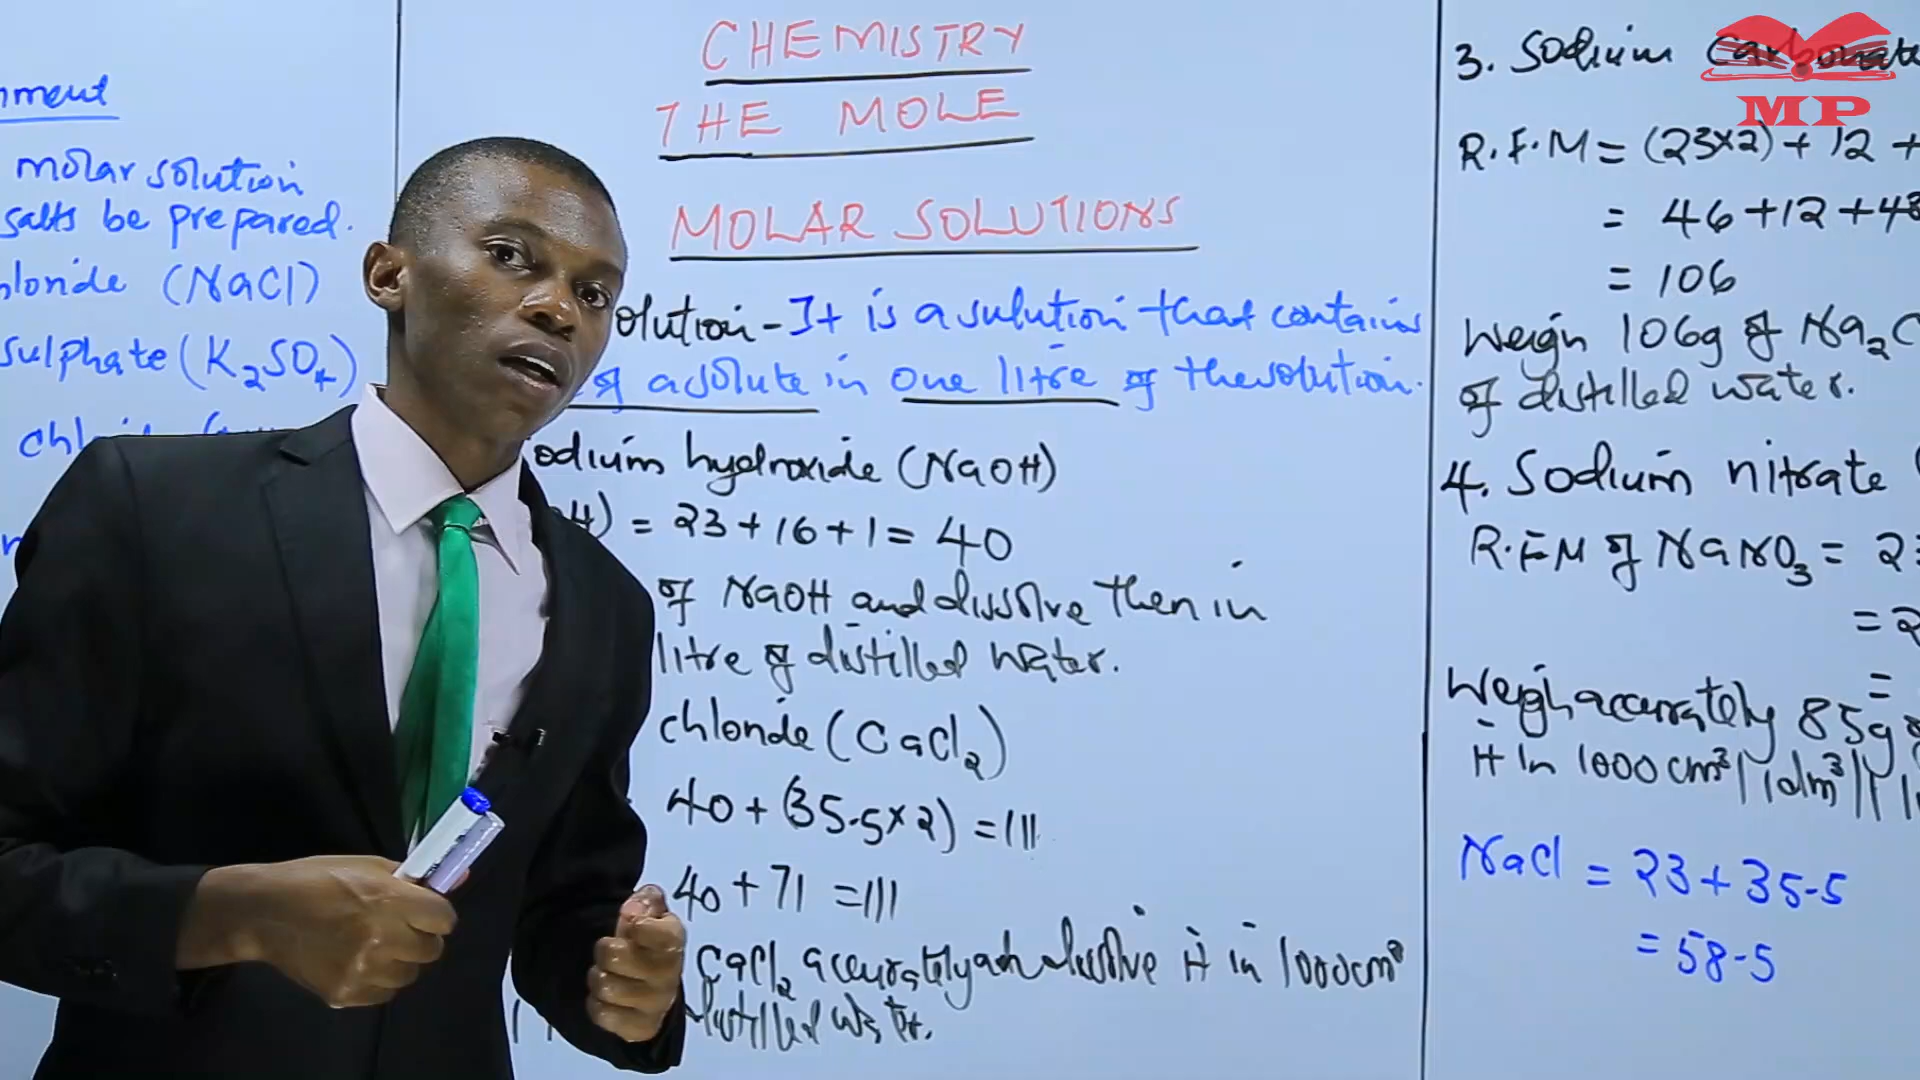 nment
molar solution
salts be prepared.
hloride (NaCl)
sulphate (K2SO4)
CHEMISTRY
THE MOLE
MOLAR SOLUTIONS
olution - It is a solution that contains
of a solute in one litre of the solution.
odium hydroxide (NaOH)
H) = 23 + 16 + 1 = 40
of NaOH and dissolve then in
litre of distilled water.
chloride (CaCl2)
40 + (35.5 x 2) = 111
40 + 71 = 111
CaCl2 accurately and dissolve it in 1000cm3
distilled water.
3. Sodium Carbonate
R.F.M = (23x2) + 12 +
= 46 + 12 + 48
= 106
Weigh 106g of Na2C
of distilled water.
4. Sodium nitrate (
R.F.M of NaNO3 = 23
= 2
=
Weigh accurately 85g
it in 1000cm3 | 1dm3 |
NaCl = 23 + 35.5
= 58.5
MP